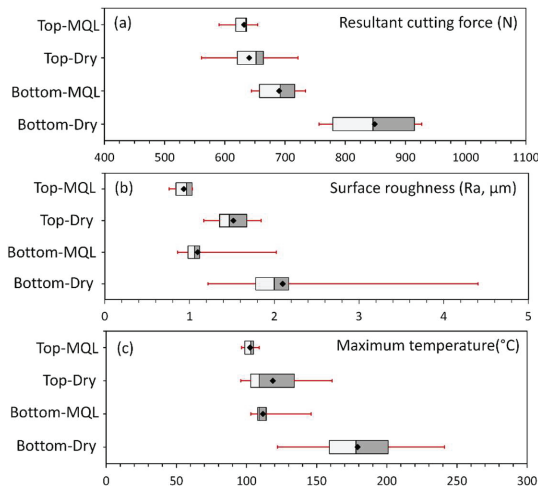 (a) Resultant cutting force (N)
Top-MQL
Top-Dry
Bottom-MQL
Bottom-Dry
400 500 600 700 800 900 1000 1100
(b) Surface roughness (Ra, μm)
Top-MQL
Top-Dry
Bottom-MQL
Bottom-Dry
0 1 2 3 4 5
(c) Maximum temperature(°C)
Top-MQL
Top-Dry
Bottom-MQL
Bottom-Dry
0 50 100 150 200 250 300